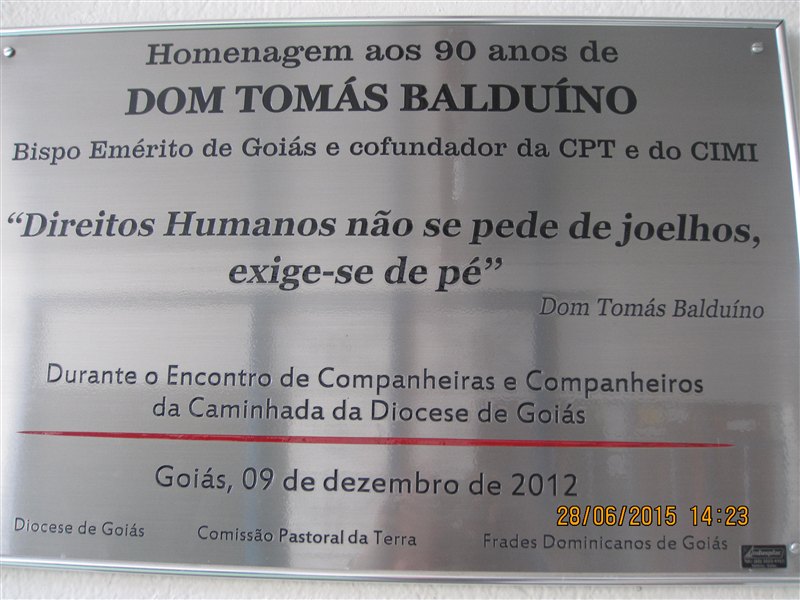 Homenagem aos 90 anos de
DOM TOMÁS BALDUÍNO
Bispo Emérito de Goiás e cofundador da CPT e do CIMI
“Direitos Humanos não se pede de joelhos,
exige-se de pé”
Dom Tomás Balduíno
Durante o Encontro de Companheiras e Companheiros
da Caminhada da Diocese de Goiás
Goiás, 09 de dezembro de 2012
28/06/2015 14:23
Diocese de Goiás Comissão Pastoral da Terra Frades Dominicanos de Goiás